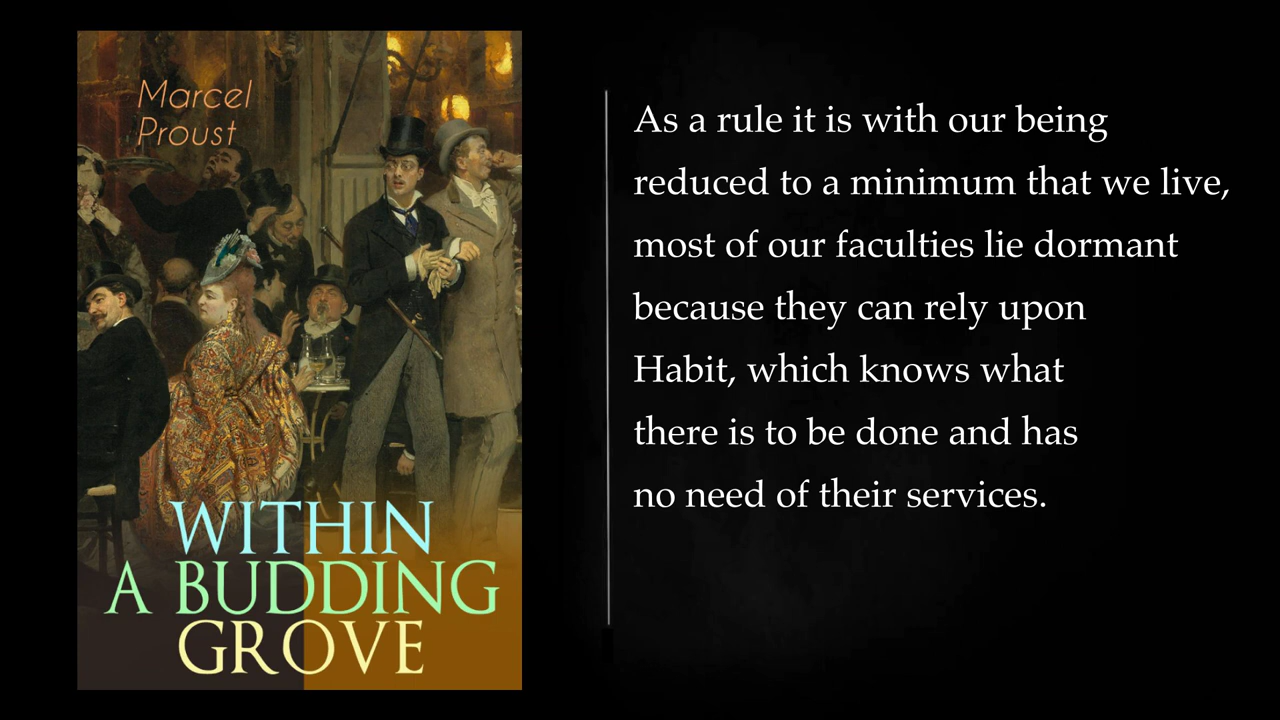 Marcel
Proust
WITHIN
A BUDDING
GROVE
As a rule it is with our being
reduced to a minimum that we live,
most of our faculties lie dormant
because they can rely upon
Habit, which knows what
there is to be done and has
no need of their services.